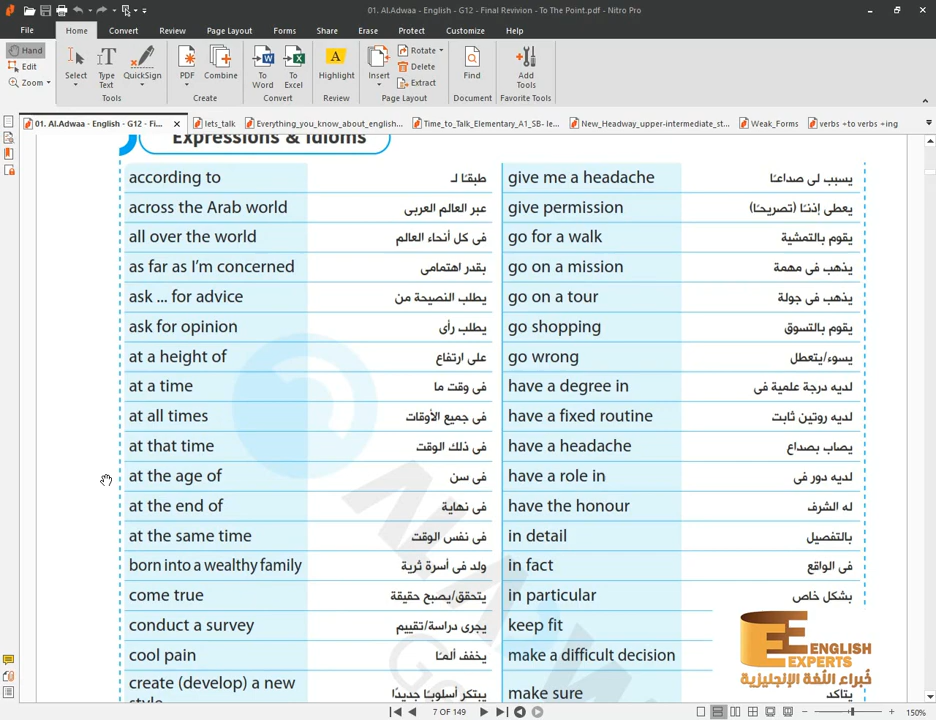 01. Al.Adwaa - English - G12 - Final Revivion - To The Point.pdf - Nitro Pro
File Home Convert Review Page Layout Forms Share Erase Protect Customize Help
Hand
Edit
Zoom
Select
Type Text
QuickSign
Tools
PDF
Combine
Create
To Word
To Excel
Convert
Highlight
Review
Insert
Rotate
Delete
Extract
Page Layout
Find
Document
Add Tools
Favorite Tools
01. Al.Adwaa - English - G12 - Fi...
lets_talk
Everything_you_know_about_english...
Time_to_Talk_Elementary_A1_SB- le...
New_Headway_upper-intermediate_st...
Weak_Forms
verbs +to verbs +ing
Expressions & Idioms
according to طبقـًا لـ
across the Arab world عبر العالم العربى
all over the world فى كل أنحاء العالم
as far as I'm concerned بقدر اهتمامى
ask ... for advice يطلب النصيحة من
ask for opinion يطلب رأى
at a height of على ارتفاع
at a time فى وقت ما
at all times فى جميع الأوقات
at that time فى ذلك الوقت
at the age of فى سن
at the end of فى نهاية
at the same time فى نفس الوقت
born into a wealthy family ولد فى أسرة ثرية
come true يتحقق/يصبح حقيقة
conduct a survey يجرى دراسة/تقييم
cool pain يخفف ألمـًا
create (develop) a new style يبتكر أسلوبـًا جديدًا
give me a headache يسبب لى صداعـًا
give permission يعطى إذنـًا (تصريحـًا)
go for a walk يقوم بالتمشية
go on a mission يذهب فى مهمة
go on a tour يذهب فى جولة
go shopping يقوم بالتسوق
go wrong يسوء/يتعطل
have a degree in لديه درجة علمية فى
have a fixed routine لديه روتين ثابت
have a headache يصاب بصداع
have a role in لديه دور فى
have the honour له الشرف
in detail بالتفصيل
in fact فى الواقع
in particular بشكل خاص
keep fit
make a difficult decision
make sure يتأكد
ENGLISH
EXPERTS
خُبراء اللُغة الإنجليزية
7 OF 149
150%